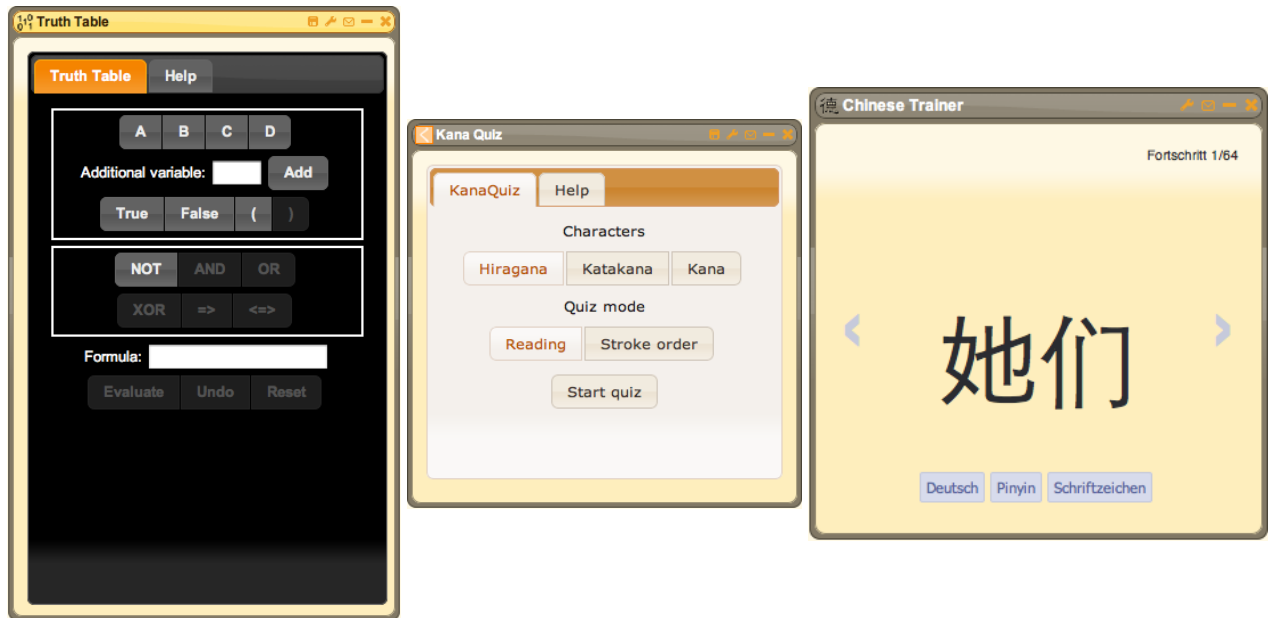 Truth Table
Truth Table Help
A B C D
Additional variable: Add
True False ( )
NOT AND OR
XOR => <=>
Formula:
Evaluate Undo Reset
Kana Quiz
KanaQuiz Help
Characters
Hiragana Katakana Kana
Quiz mode
Reading Stroke order
Start quiz
德 Chinese Trainer
Fortschritt 1/64
她们
Deutsch Pinyin Schriftzeichen